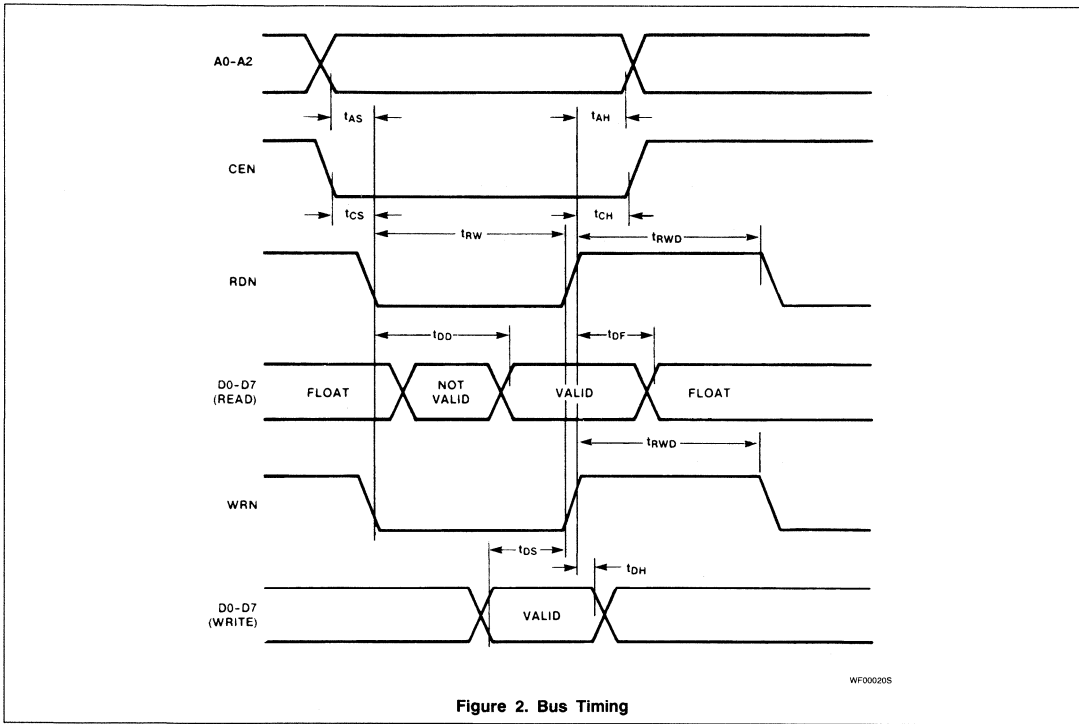 A0-A2
tAS
tAH
CEN
tCS
tCH
tRW
tRWD
RDN
tDD
tDF
D0-D7
(READ)
FLOAT
NOT
VALID
VALID
FLOAT
tRWD
WRN
tDS
tDH
D0-D7
(WRITE)
VALID
WF00020S
Figure 2. Bus Timing